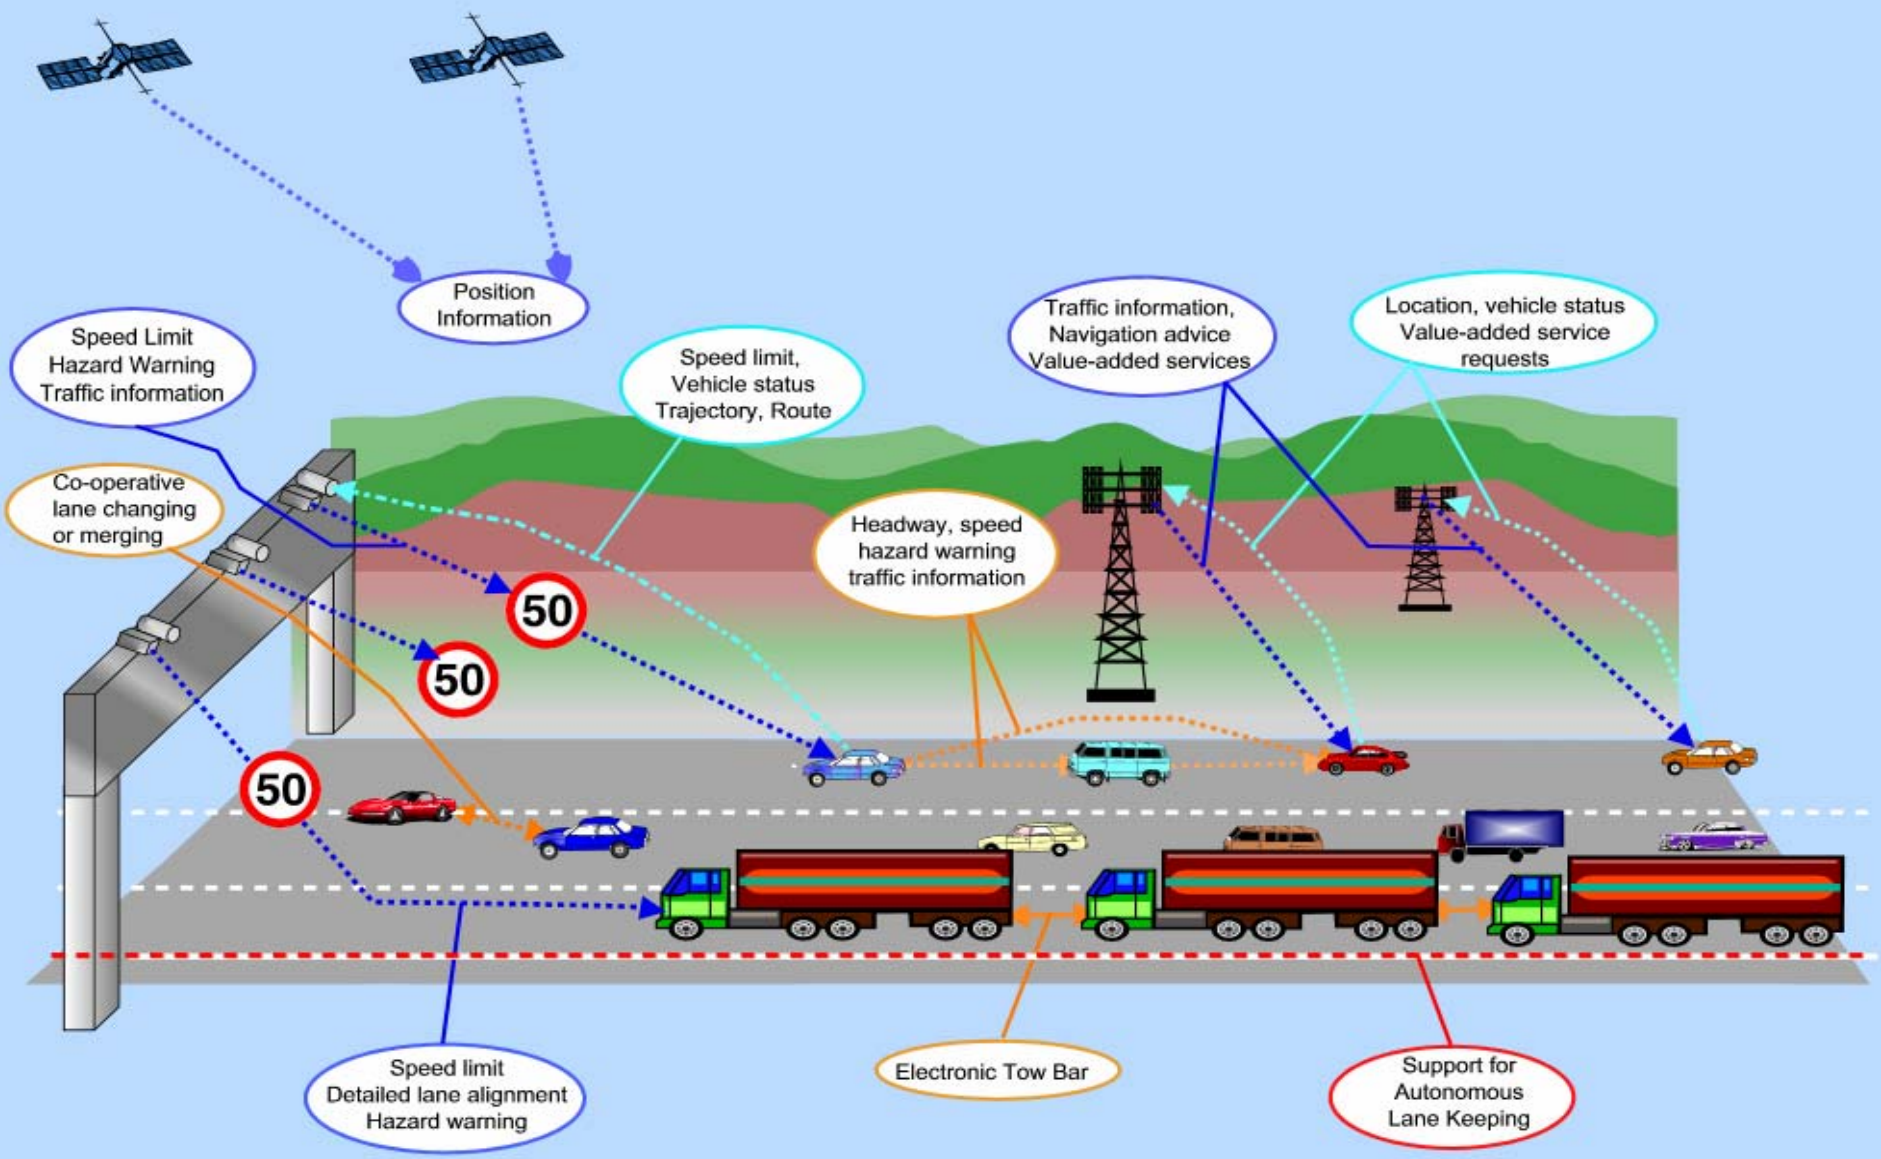 Position
Information
Speed Limit
Hazard Warning
Traffic information
Speed limit,
Vehicle status
Trajectory, Route
Traffic information,
Navigation advice
Value-added services
Location, vehicle status
Value-added service
requests
Co-operative
lane changing
or merging
Headway, speed
hazard warning
traffic information
50
50
50
Speed limit
Detailed lane alignment
Hazard warning
Electronic Tow Bar
Support for
Autonomous
Lane Keeping